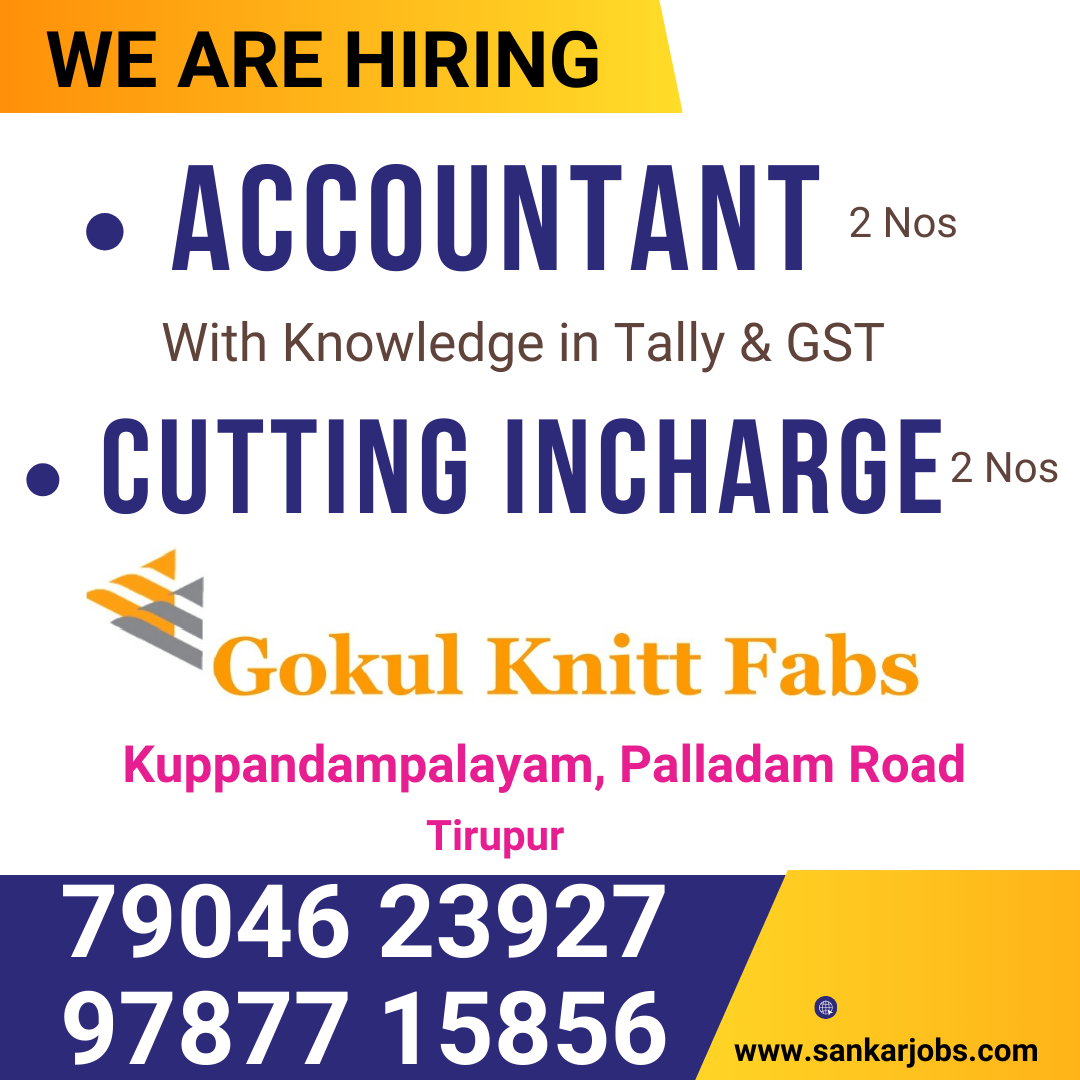 WE ARE HIRING
• ACCOUNTANT 2 Nos
With Knowledge in Tally & GST
• CUTTING INCHARGE 2 Nos
Gokul Knitt Fabs
Kuppandampalayam, Palladam Road
Tirupur
79046 23927
97877 15856
www.sankarjobs.com